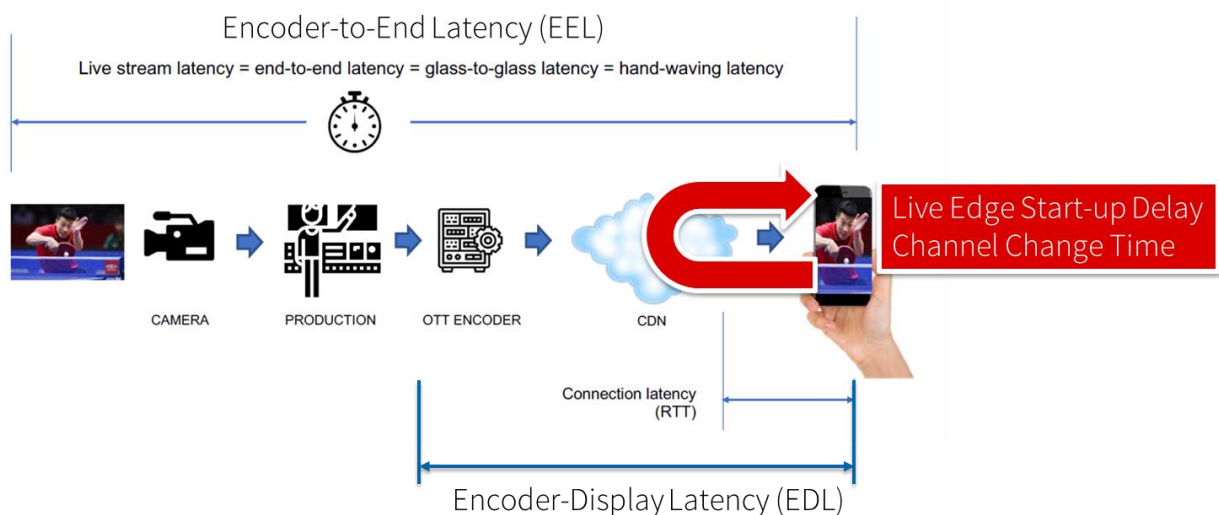 Encoder-to-End Latency (EEL)
Live stream latency = end-to-end latency = glass-to-glass latency = hand-waving latency
Live Edge Start-up Delay
Channel Change Time
CAMERA
PRODUCTION
OTT ENCODER
CDN
Connection latency
(RTT)
Encoder-Display Latency (EDL)